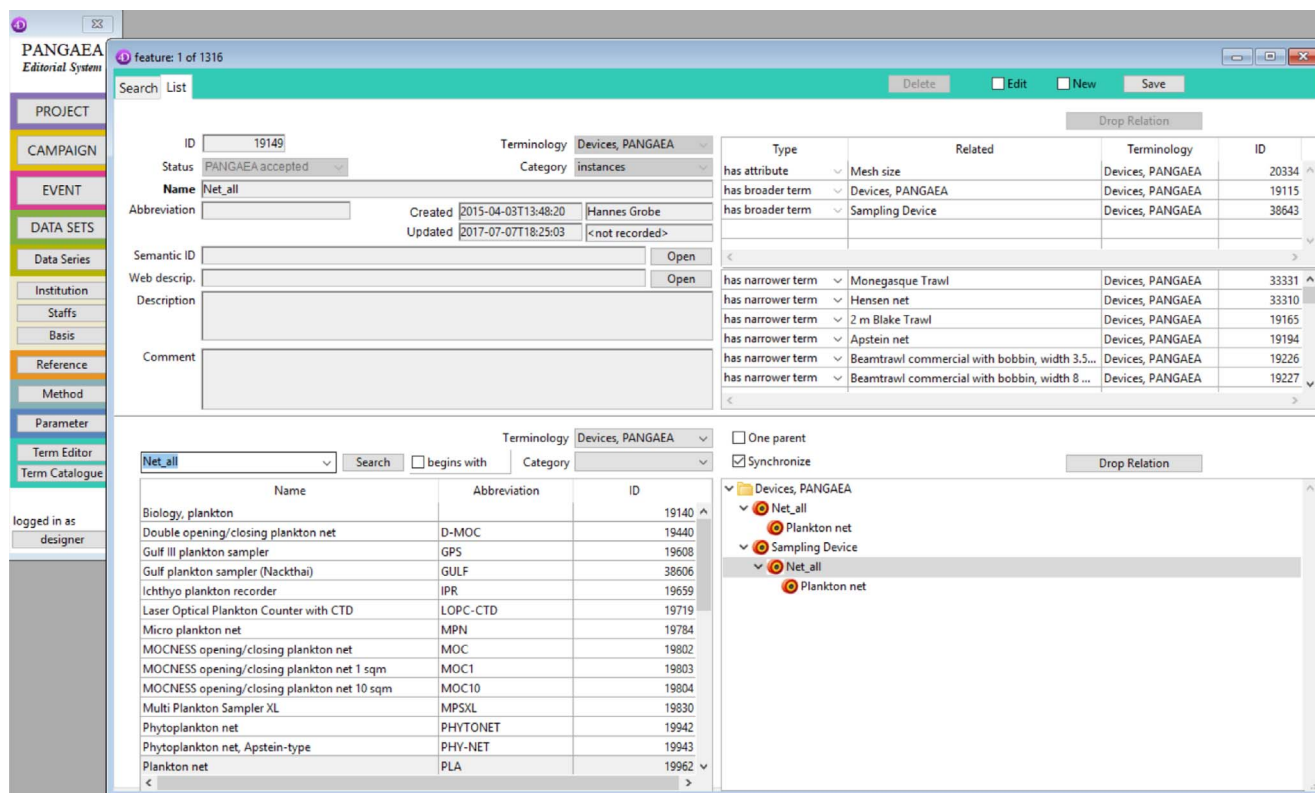 PANGAEA
Editorial System
PROJECT
CAMPAIGN
EVENT
DATA SETS
Data Series
Institution
Staffs
Basis
Reference
Method
Parameter
Term Editor
Term Catalogue
logged in as
designer
feature: 1 of 1316
Search List Delete Edit New Save
Drop Relation
ID 19149 Terminology Devices, PANGAEA
Status PANGAEA accepted Category instances
Name Net_all
Abbreviation Created 2015-04-03T13:48:20 Hannes Grobe
Updated 2017-07-07T18:25:03 <not recorded>
Semantic ID Open
Web descrip. Open
Description
Comment
Type Related Terminology ID
has attribute Mesh size Devices, PANGAEA 20334
has broader term Devices, PANGAEA Devices, PANGAEA 19115
has broader term Sampling Device Devices, PANGAEA 38643
has narrower term Monegasque Trawl Devices, PANGAEA 33331
has narrower term Hensen net Devices, PANGAEA 33310
has narrower term 2 m Blake Trawl Devices, PANGAEA 19165
has narrower term Apstein net Devices, PANGAEA 19194
has narrower term Beamtrawl commercial with bobbin, width 3.5... Devices, PANGAEA 19226
has narrower term Beamtrawl commercial with bobbin, width 8 ... Devices, PANGAEA 19227
Terminology Devices, PANGAEA
Net_all Search begins with Category
Name Abbreviation ID
Biology, plankton 19140
Double opening/closing plankton net D-MOC 19440
Gulf III plankton sampler GPS 19608
Gulf plankton sampler (Nackthai) GULF 38606
Ichthyo plankton recorder IPR 19659
Laser Optical Plankton Counter with CTD LOPC-CTD 19719
Micro plankton net MPN 19784
MOCNESS opening/closing plankton net MOC 19802
MOCNESS opening/closing plankton net 1 sqm MOC1 19803
MOCNESS opening/closing plankton net 10 sqm MOC10 19804
Multi Plankton Sampler XL MPSXL 19830
Phytoplankton net PHYTONET 19942
Phytoplankton net, Apstein-type PHY-NET 19943
Plankton net PLA 19962
One parent
Synchronize Drop Relation
Devices, PANGAEA
Net_all
Plankton net
Sampling Device
Net_all
Plankton net